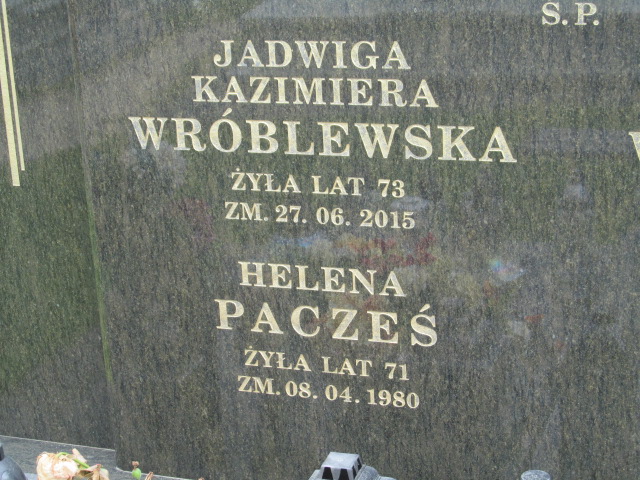 S.P.
JADWIGA
KAZIMIERA
WRÓBLEWSKA
ŻYŁA LAT 73
ZM. 27. 06. 2015
HELENA
PACZEŚ
ŻYŁA LAT 71
ZM. 08. 04. 1980